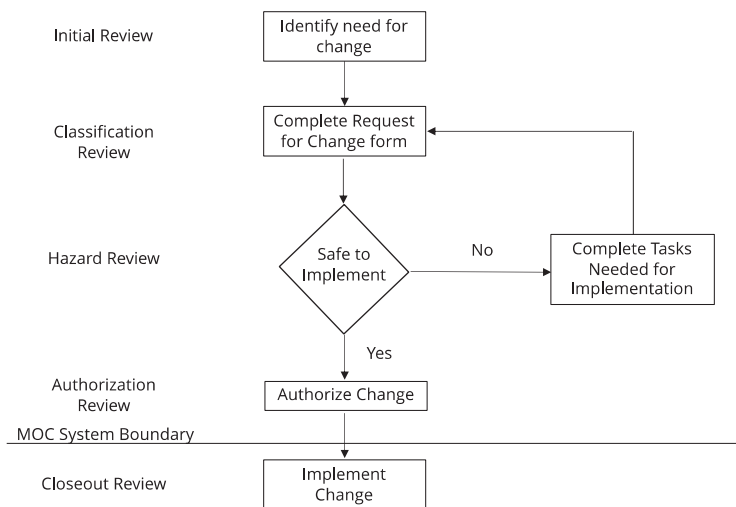 Initial Review
Identify need for
change
Classification
Review
Complete Request
for Change form
Hazard Review
Safe to
Implement
No
Complete Tasks
Needed for
Implementation
Yes
Authorization
Review
Authorize Change
MOC System Boundary
Closeout Review
Implement
Change